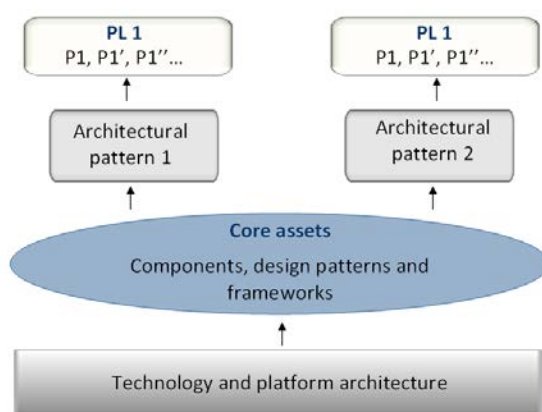 PL 1
P1, P1′, P1′′...
PL 1
P1, P1′, P1′′...
Architectural
pattern 1
Architectural
pattern 2
Core assets
Components, design patterns and
frameworks
Technology and platform architecture